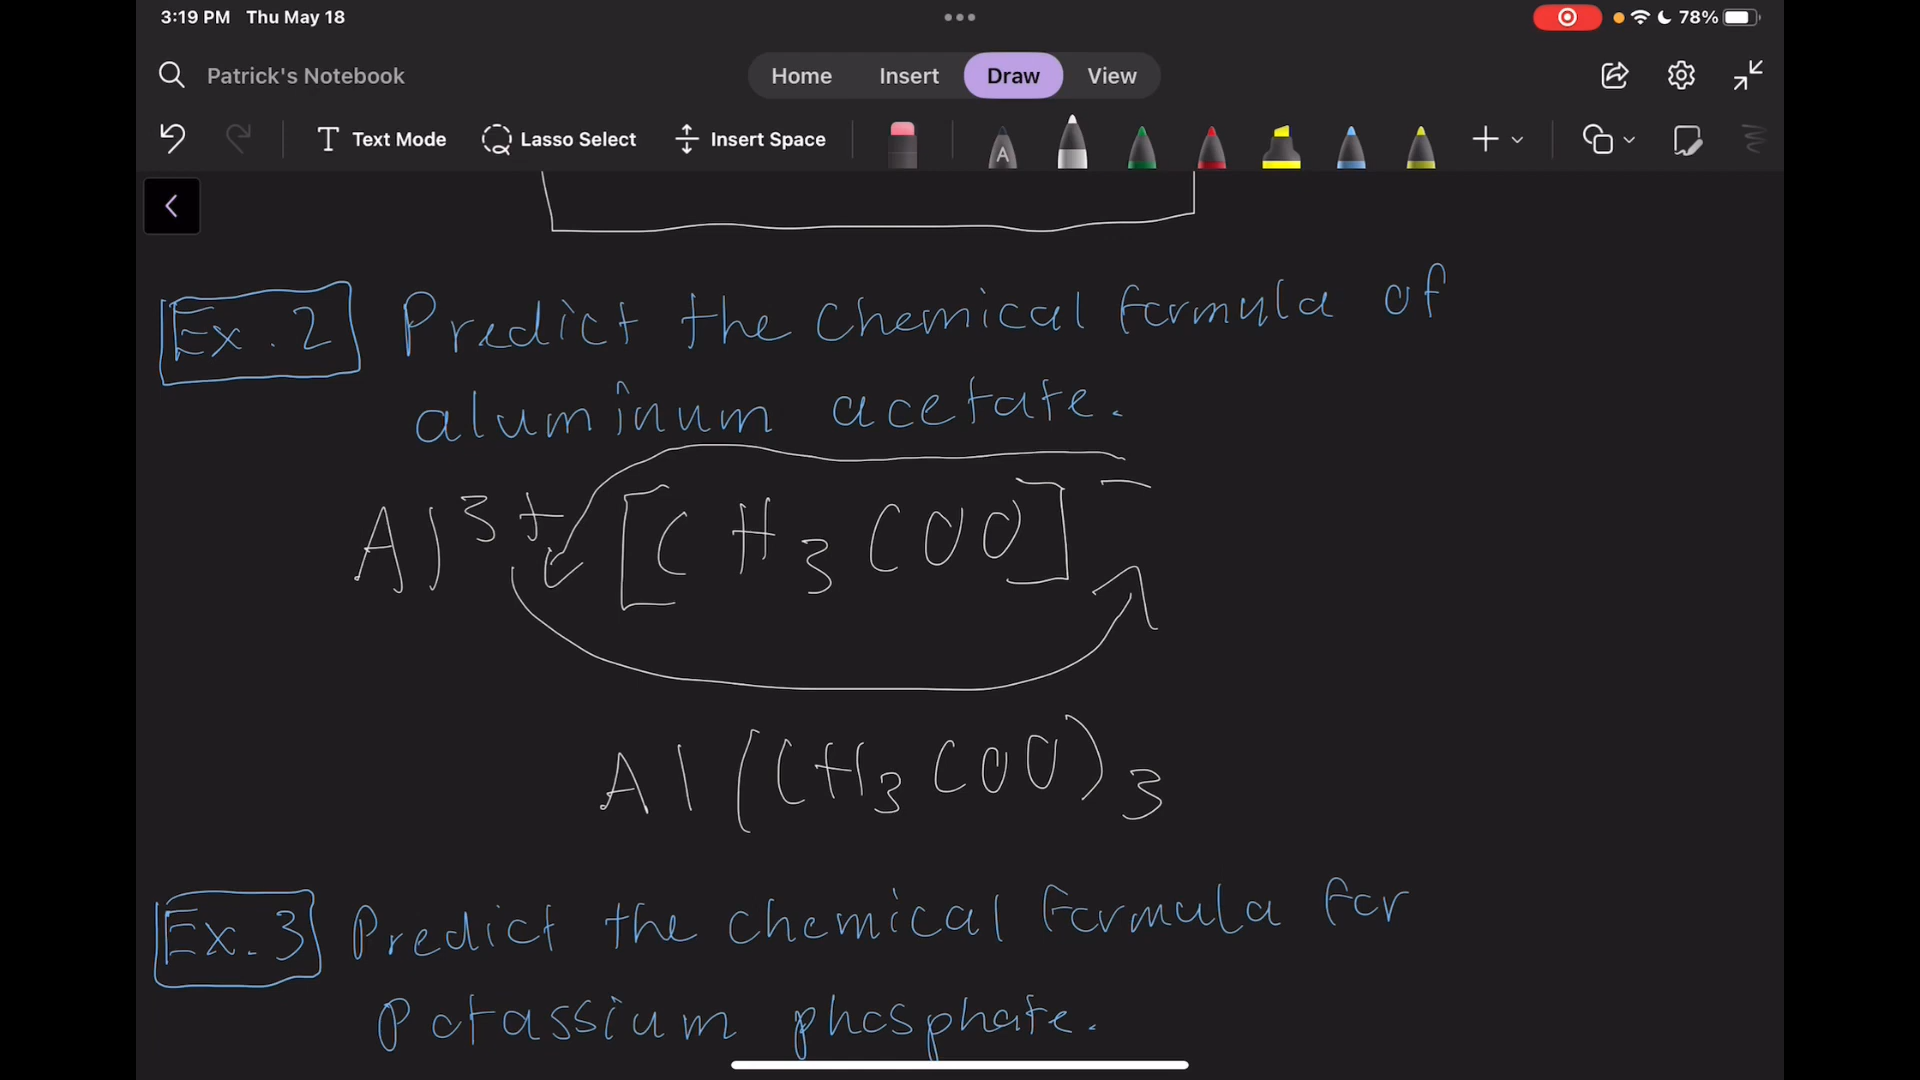 3:19 PM Thu May 18
78%
Patrick's Notebook
Home Insert Draw View
Text Mode Lasso Select Insert Space
A
Ex. 2 Predict the chemical formula of
aluminum acetate.
Al³⁺ [CH₃COO]⁻
Al(CH₃COO)₃
Ex. 3 Predict the chemical formula for
Potassium phosphate.